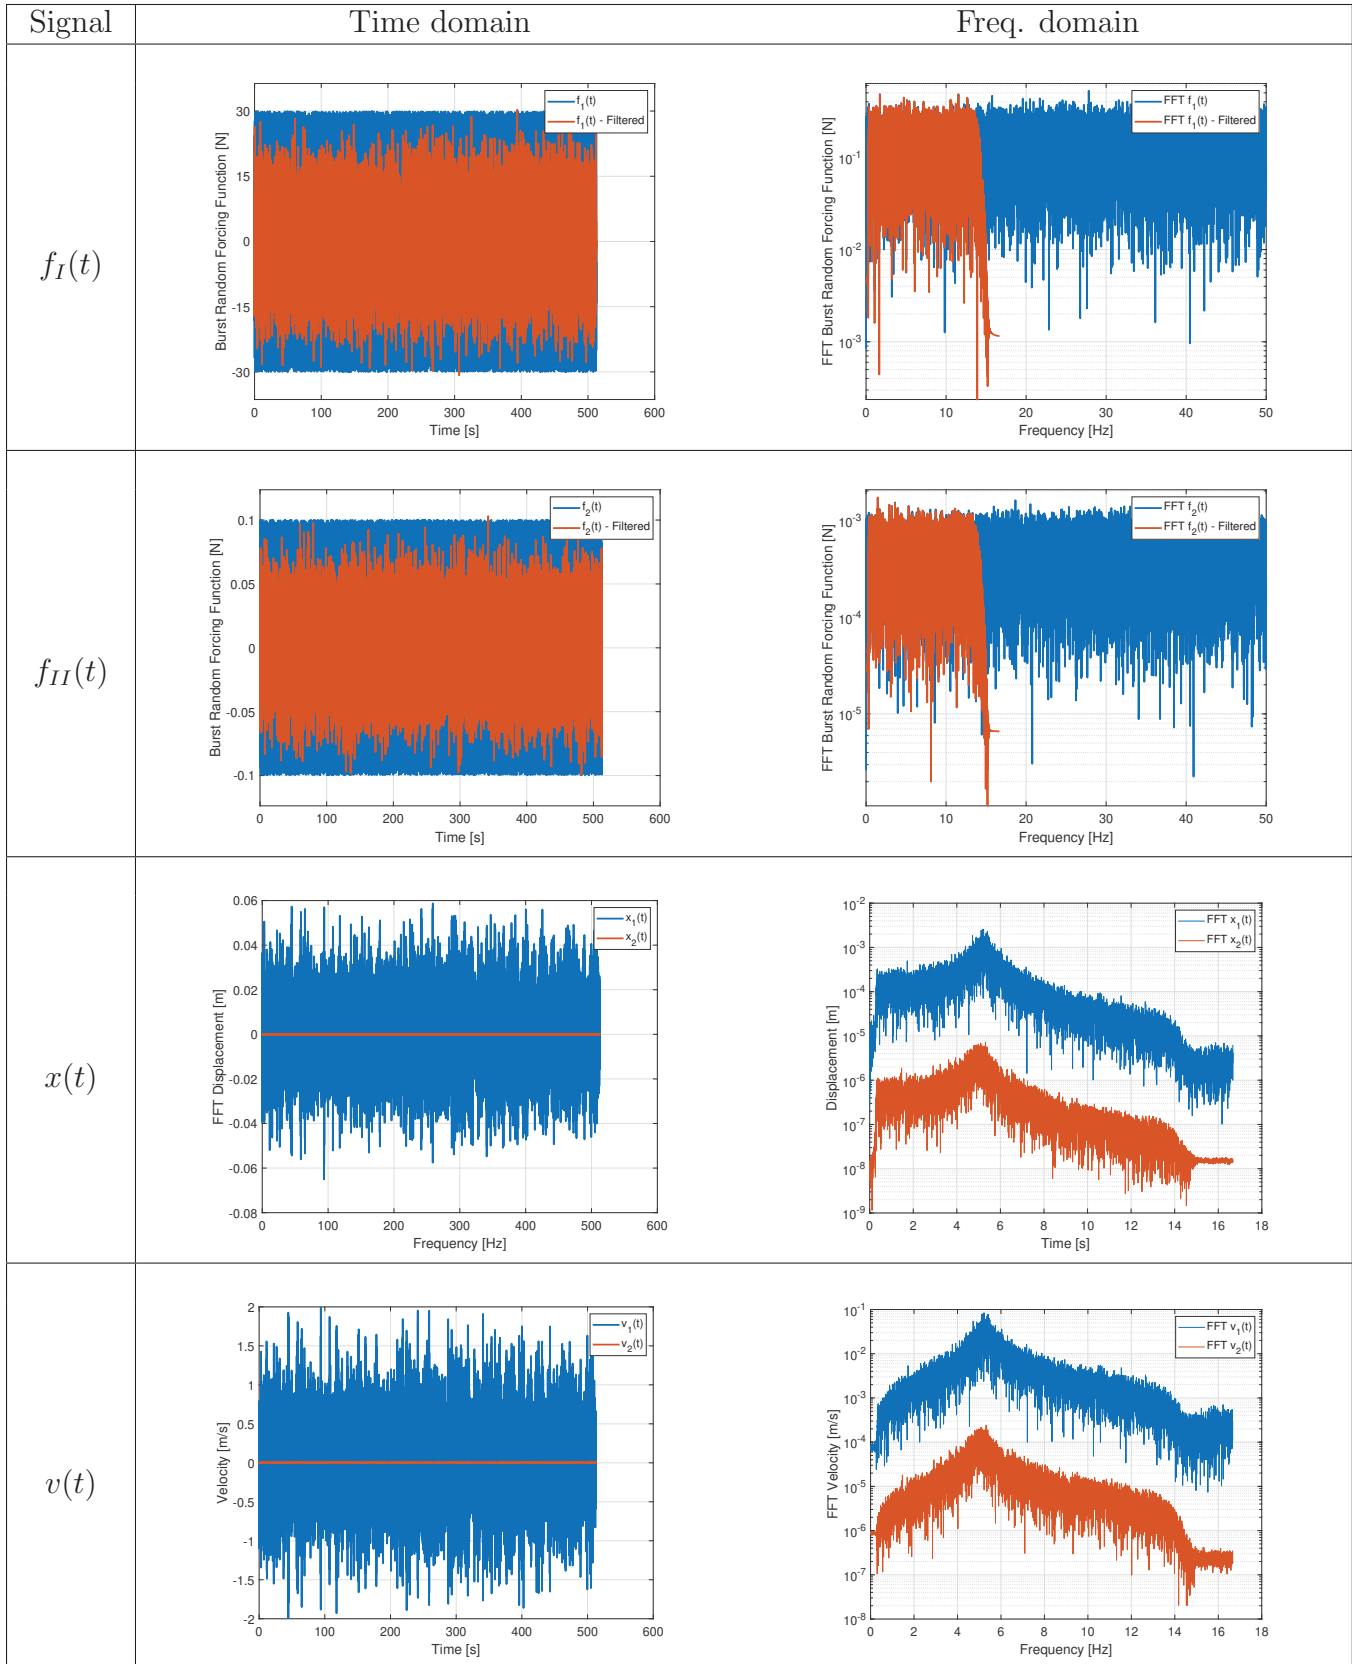 Signal Time domain Freq. domain
f_I(t)
Burst Random Forcing Function [N]
30
15
0
-15
-30
0 100 200 300 400 500 600
Time [s]
f_1(t)
f_1(t) - Filtered
FFT Burst Random Forcing Function [N]
10^-1
10^-2
10^-3
0 10 20 30 40 50
Frequency [Hz]
FFT f_1(t)
FFT f_1(t) - Filtered
f_II(t)
Burst Random Forcing Function [N]
0.1
0.05
0
-0.05
-0.1
0 100 200 300 400 500 600
Time [s]
f_2(t)
f_2(t) - Filtered
FFT Burst Random Forcing Function [N]
10^-3
10^-4
10^-5
0 10 20 30 40 50
Frequency [Hz]
FFT f_2(t)
FFT f_2(t) - Filtered
x(t)
FFT Displacement [m]
0.06
0.04
0.02
0
-0.02
-0.04
-0.06
-0.08
0 100 200 300 400 500 600
Frequency [Hz]
x_1(t)
x_2(t)
Displacement [m]
10^-2
10^-3
10^-4
10^-5
10^-6
10^-7
10^-8
10^-9
0 2 4 6 8 10 12 14 16 18
Time [s]
FFT x_1(t)
FFT x_2(t)
v(t)
Velocity [m/s]
2
1.5
1
0.5
0
-0.5
-1
-1.5
-2
0 100 200 300 400 500 600
Time [s]
v_1(t)
v_2(t)
FFT Velocity [m/s]
10^-1
10^-2
10^-3
10^-4
10^-5
10^-6
10^-7
10^-8
0 2 4 6 8 10 12 14 16 18
Frequency [Hz]
FFT v_1(t)
FFT v_2(t)